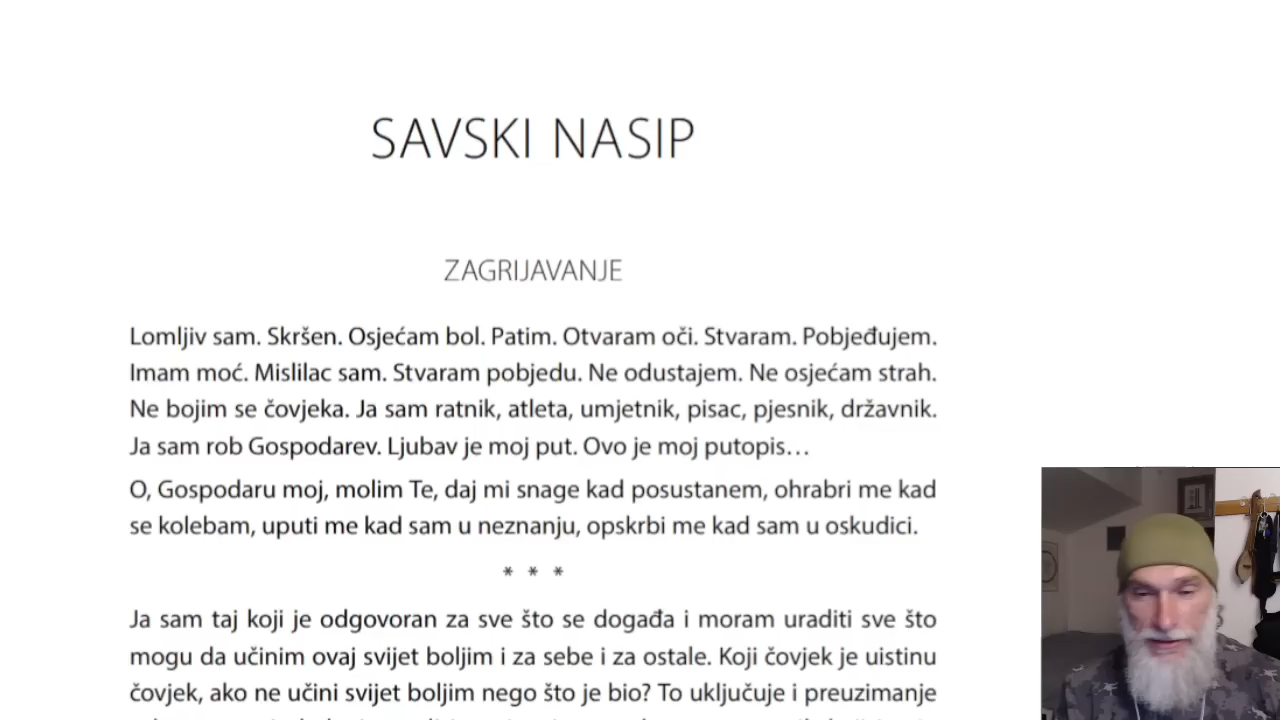 SAVSKI NASIP
ZAGRIJAVANJE
Lomljiv sam. Skršen. Osjećam bol. Patim. Otvaram oči. Stvaram. Pobjeđujem.
Imam moć. Mislilac sam. Stvaram pobjedu. Ne odustajem. Ne osjećam strah.
Ne bojim se čovjeka. Ja sam ratnik, atleta, umjetnik, pisac, pjesnik, državnik.
Ja sam rob Gospodarev. Ljubav je moj put. Ovo je moj putopis…
O, Gospodaru moj, molim Te, daj mi snage kad posustanem, ohrabri me kad
se kolebam, uputi me kad sam u neznanju, opskrbi me kad sam u oskudici.
* * *
Ja sam taj koji je odgovoran za sve što se događa i moram uraditi sve što
mogu da učinim ovaj svijet boljim i za sebe i za ostale. Koji čovjek je uistinu
čovjek, ako ne učini svijet boljim nego što je bio? To uključuje i preuzimanje